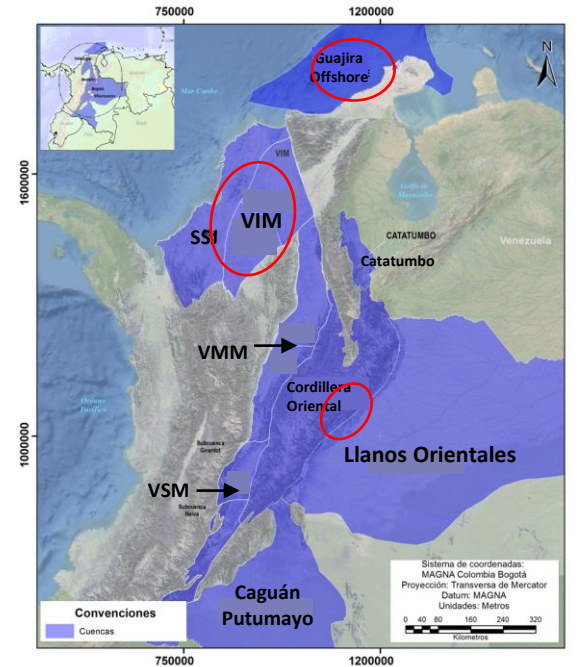 750000
1200000
Guajira
Offshore
N
Mar Caribe
1600000
VIM
VIM
SSJ
Golfo de
Maracaibo
CATATUMBO
Venezuela
Catatumbo
VMM
Cordillera
Oriental
Océano
Pacífico
Subcuenca
Girardot
1000000
Llanos Orientales
VSM
Subcuenca
Neiva
Caguán
Putumayo
Sistema de coordenadas:
MAGNA Colombia Bogotá
Proyección: Transversa de Mercator
Datum: MAGNA
Unidades: Metros
0 40 80 160 240 320
Kilometros
Convenciones
Cuencas
750000
1200000